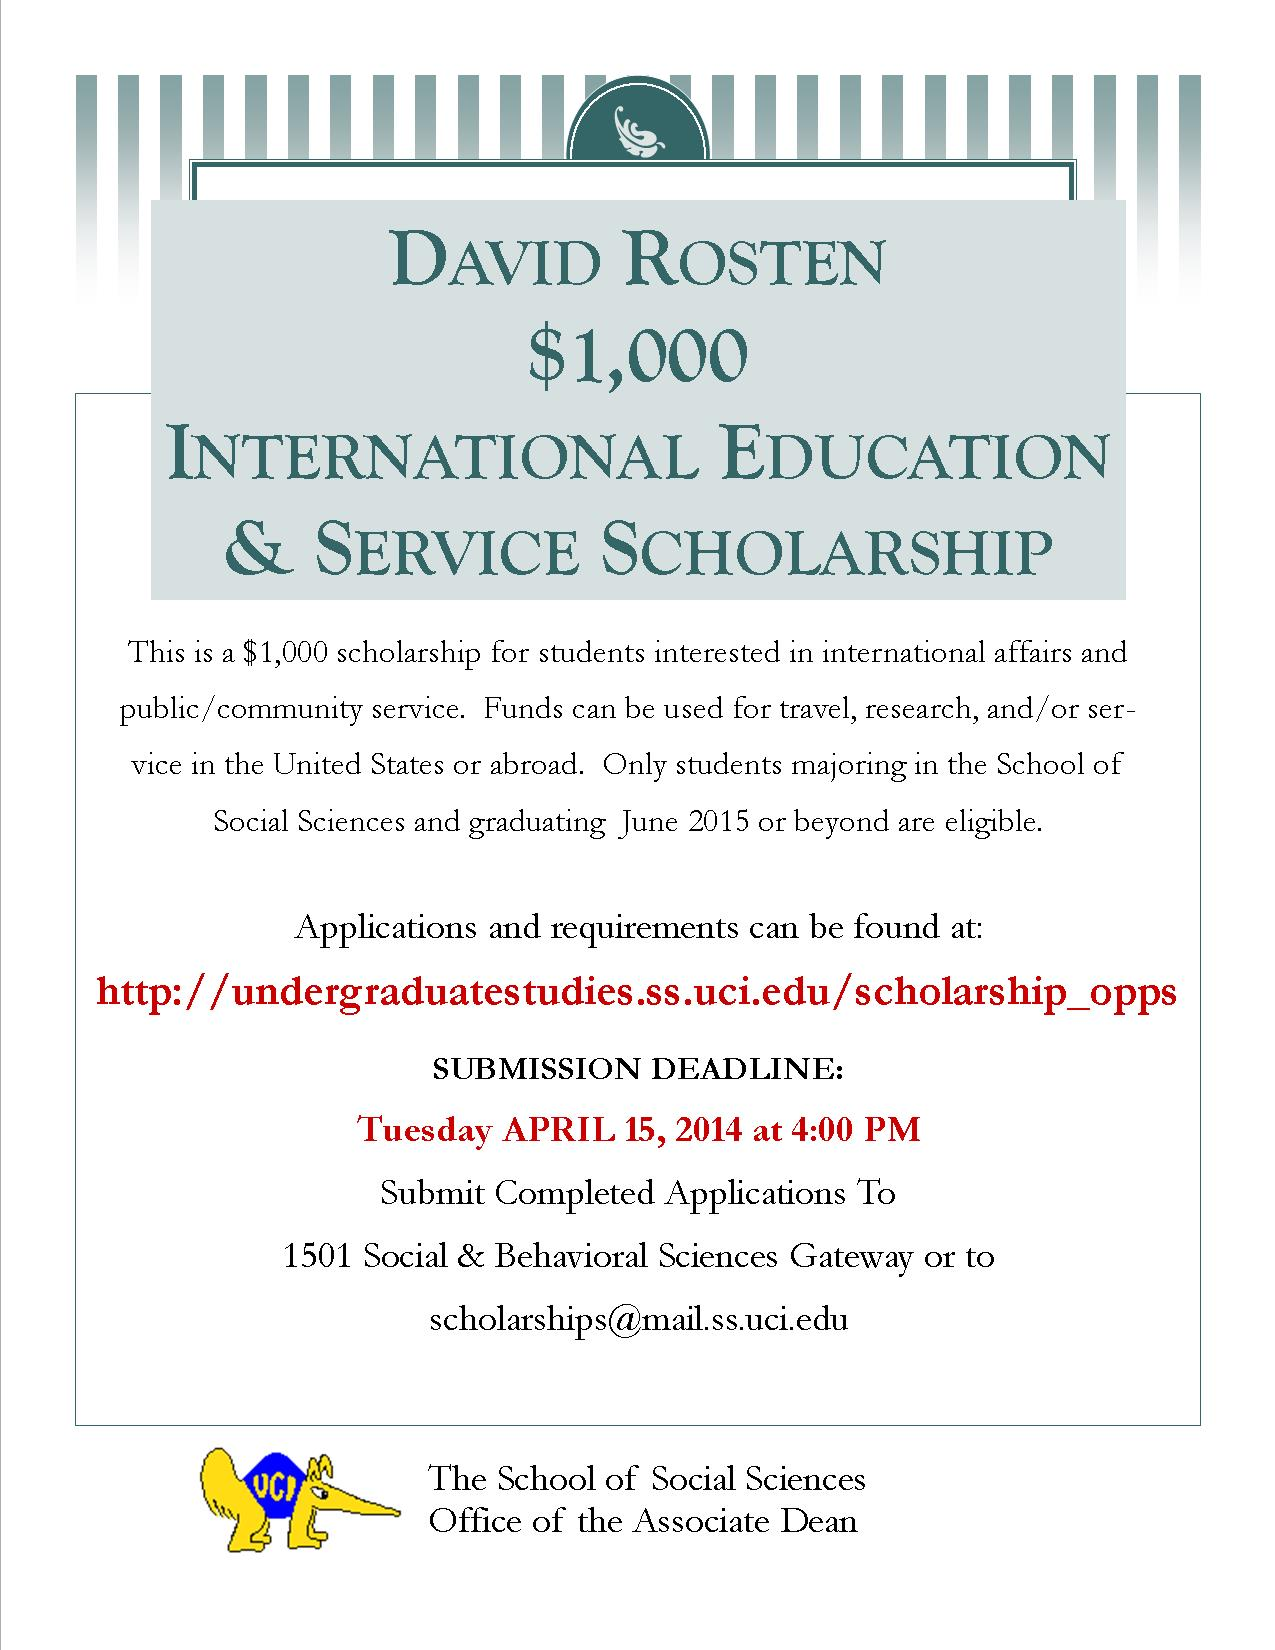 DAVID ROSTEN
$1,000
INTERNATIONAL EDUCATION
& SERVICE SCHOLARSHIP
This is a $1,000 scholarship for students interested in international affairs and
public/community service.  Funds can be used for travel, research, and/or ser-
vice in the United States or abroad.  Only students majoring in the School of
Social Sciences and graduating  June 2015 or beyond are eligible.
Applications and requirements can be found at:
http://undergraduatestudies.ss.uci.edu/scholarship_opps
SUBMISSION DEADLINE:
Tuesday APRIL 15, 2014 at 4:00 PM
Submit Completed Applications To
1501 Social & Behavioral Sciences Gateway or to
scholarships@mail.ss.uci.edu
UCI
The School of Social Sciences
Office of the Associate Dean